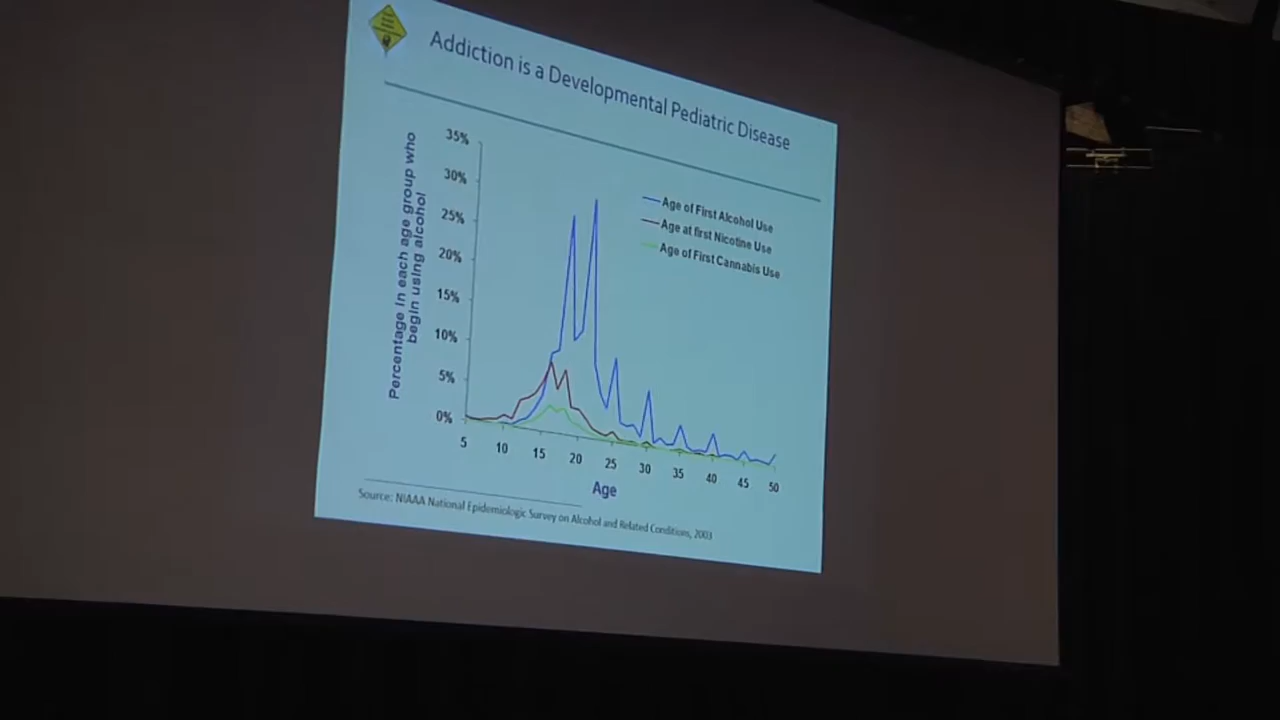 Addiction is a Developmental Pediatric Disease
Percentage in each age group who
begin using alcohol
35%
30%
25%
20%
15%
10%
5%
0%
Age of First Alcohol Use
Age at first Nicotine Use
Age of First Cannabis Use
5 10 15 20 25 30 35 40 45 50
Age
Source: NIAAA National Epidemiologic Survey on Alcohol and Related Conditions, 2003